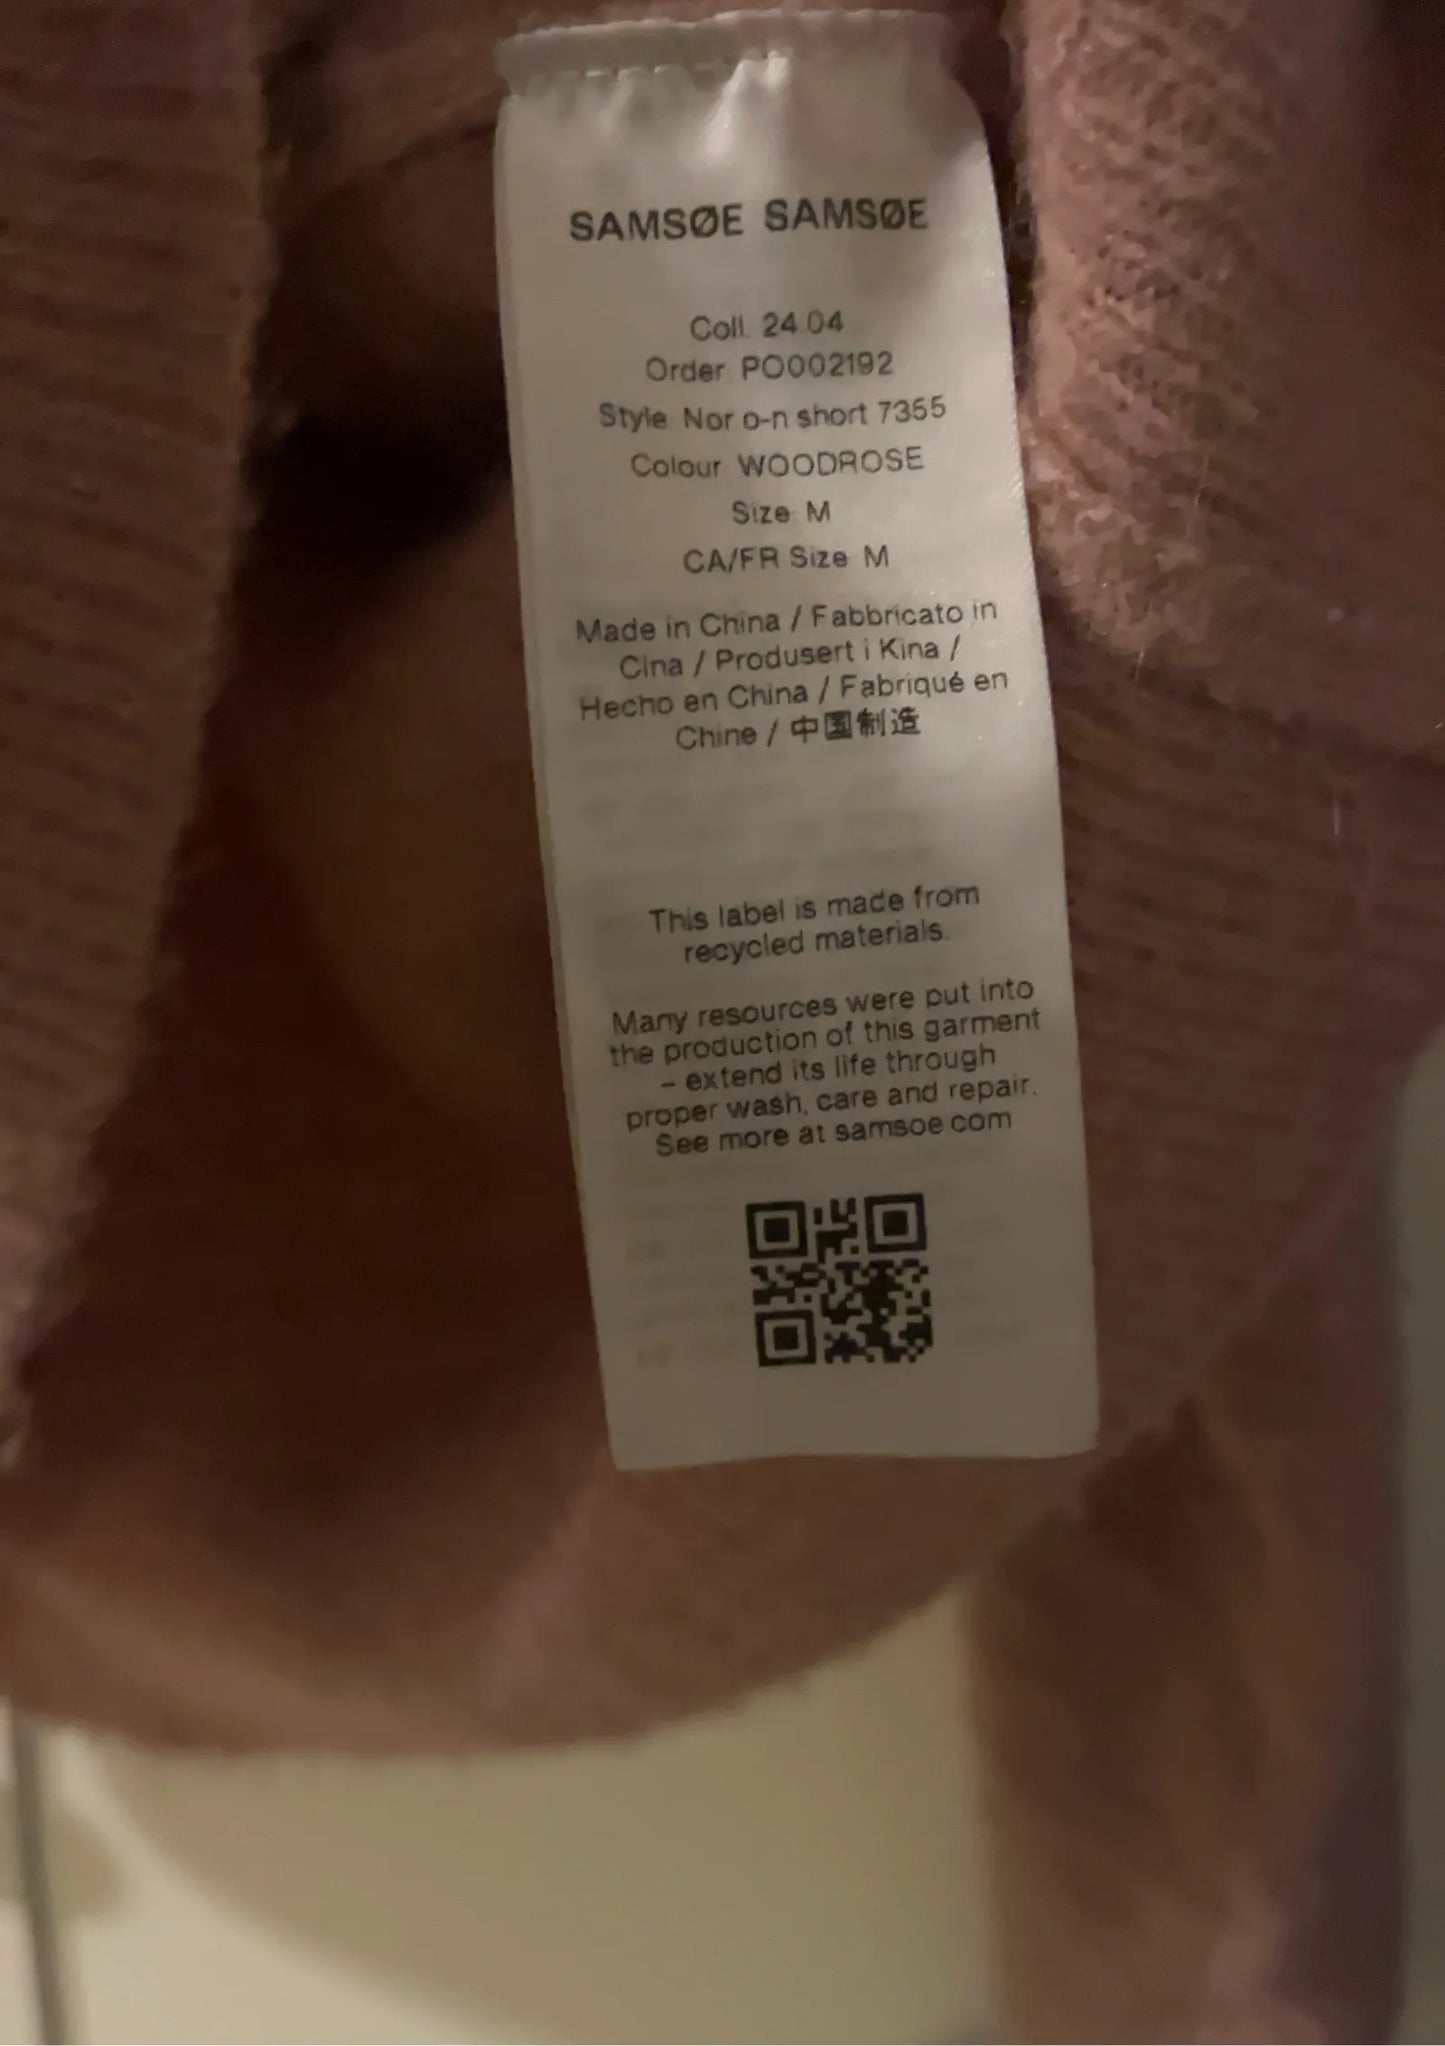 SAMSØE SAMSØE
Coll. 24.04
Order PO002192
Style Nor o-n short 7355
Colour WOODROSE
Size M
CA/FR Size M
Made in China / Fabbricato in
Cina / Produsert i Kina /
Hecho en China / Fabriqué en
Chine / 中国制造
This label is made from
recycled materials.
Many resources were put into
the production of this garment
– extend its life through
proper wash, care and repair.
See more at samsoe.com